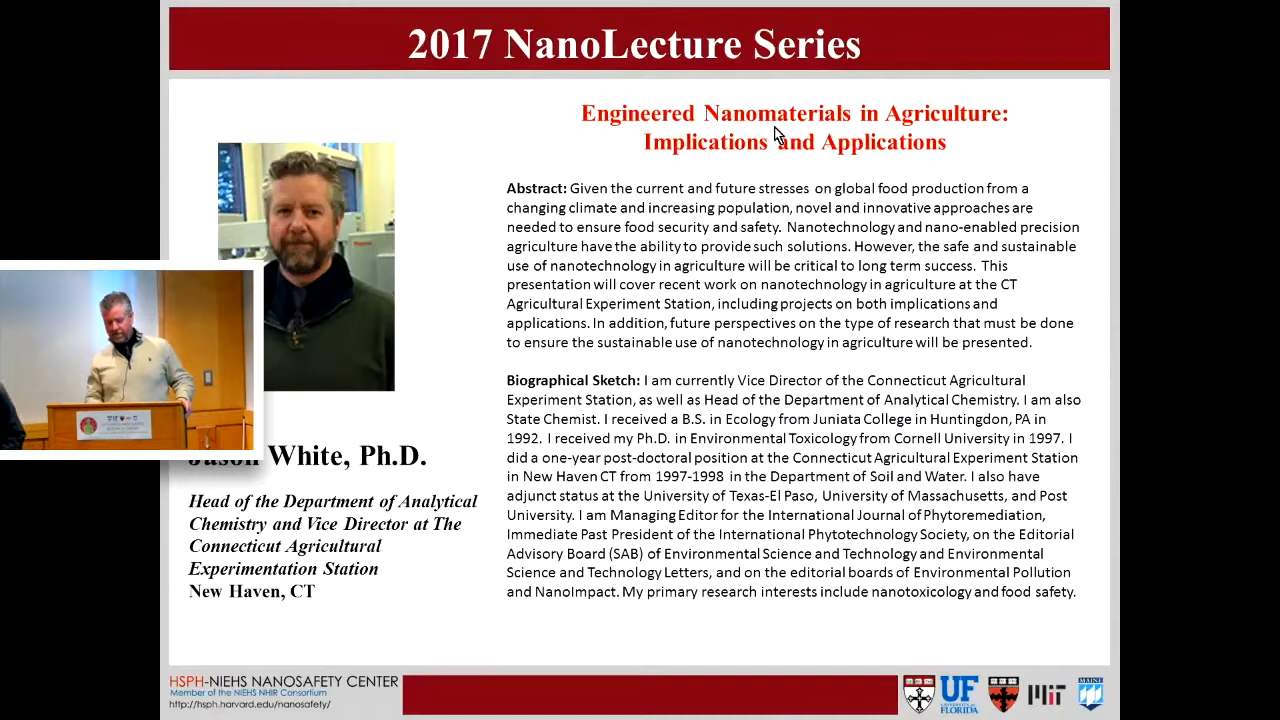 2017 NanoLecture Series
Engineered Nanomaterials in Agriculture:
Implications and Applications
Abstract: Given the current and future stresses on global food production from a
changing climate and increasing population, novel and innovative approaches are
needed to ensure food security and safety. Nanotechnology and nano-enabled precision
agriculture have the ability to provide such solutions. However, the safe and sustainable
use of nanotechnology in agriculture will be critical to long term success. This
presentation will cover recent work on nanotechnology in agriculture at the CT
Agricultural Experiment Station, including projects on both implications and
applications. In addition, future perspectives on the type of research that must be done
to ensure the sustainable use of nanotechnology in agriculture will be presented.
Biographical Sketch: I am currently Vice Director of the Connecticut Agricultural
Experiment Station, as well as Head of the Department of Analytical Chemistry. I am also
State Chemist. I received a B.S. in Ecology from Juniata College in Huntingdon, PA in
1992. I received my Ph.D. in Environmental Toxicology from Cornell University in 1997. I
did a one-year post-doctoral position at the Connecticut Agricultural Experiment Station
in New Haven CT from 1997-1998 in the Department of Soil and Water. I also have
adjunct status at the University of Texas-El Paso, University of Massachusetts, and Post
University. I am Managing Editor for the International Journal of Phytoremediation,
Immediate Past President of the International Phytotechnology Society, on the Editorial
Advisory Board (SAB) of Environmental Science and Technology and Environmental
Science and Technology Letters, and on the editorial boards of Environmental Pollution
and NanoImpact. My primary research interests include nanotoxicology and food safety.
Jason White, Ph.D.
Head of the Department of Analytical
Chemistry and Vice Director at The
Connecticut Agricultural
Experimentation Station
New Haven, CT
HSPH-NIEHS NANOSAFETY CENTER
Member of the NIEHS NHIR Consortium
http://hsph.harvard.edu/nanosafety/
UF
UNIVERSITY of
FLORIDA
MIT
MAINE